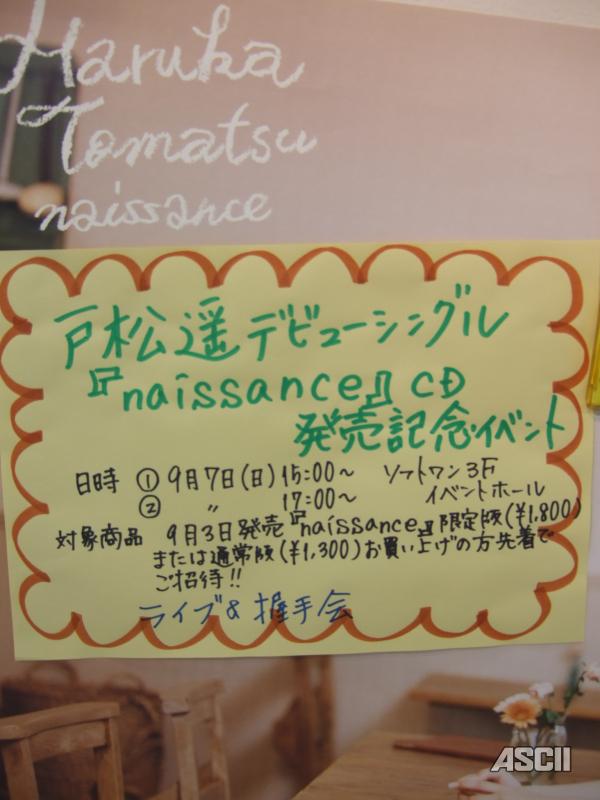 Haruka
Tomatsu
naissance
戸松遥デビューシングル
『naissance』CD
発売記念イベント
日時 ① 9月7日(日) 15:00〜 ソフトワン3F
② 〃 17:00〜 イベントホール
対象商品 9月3日発売『naissance』限定版(¥1,800)
または通常版(¥1,300)お買い上げの方先着で
ご招待!!
ライブ&握手会
ASCII